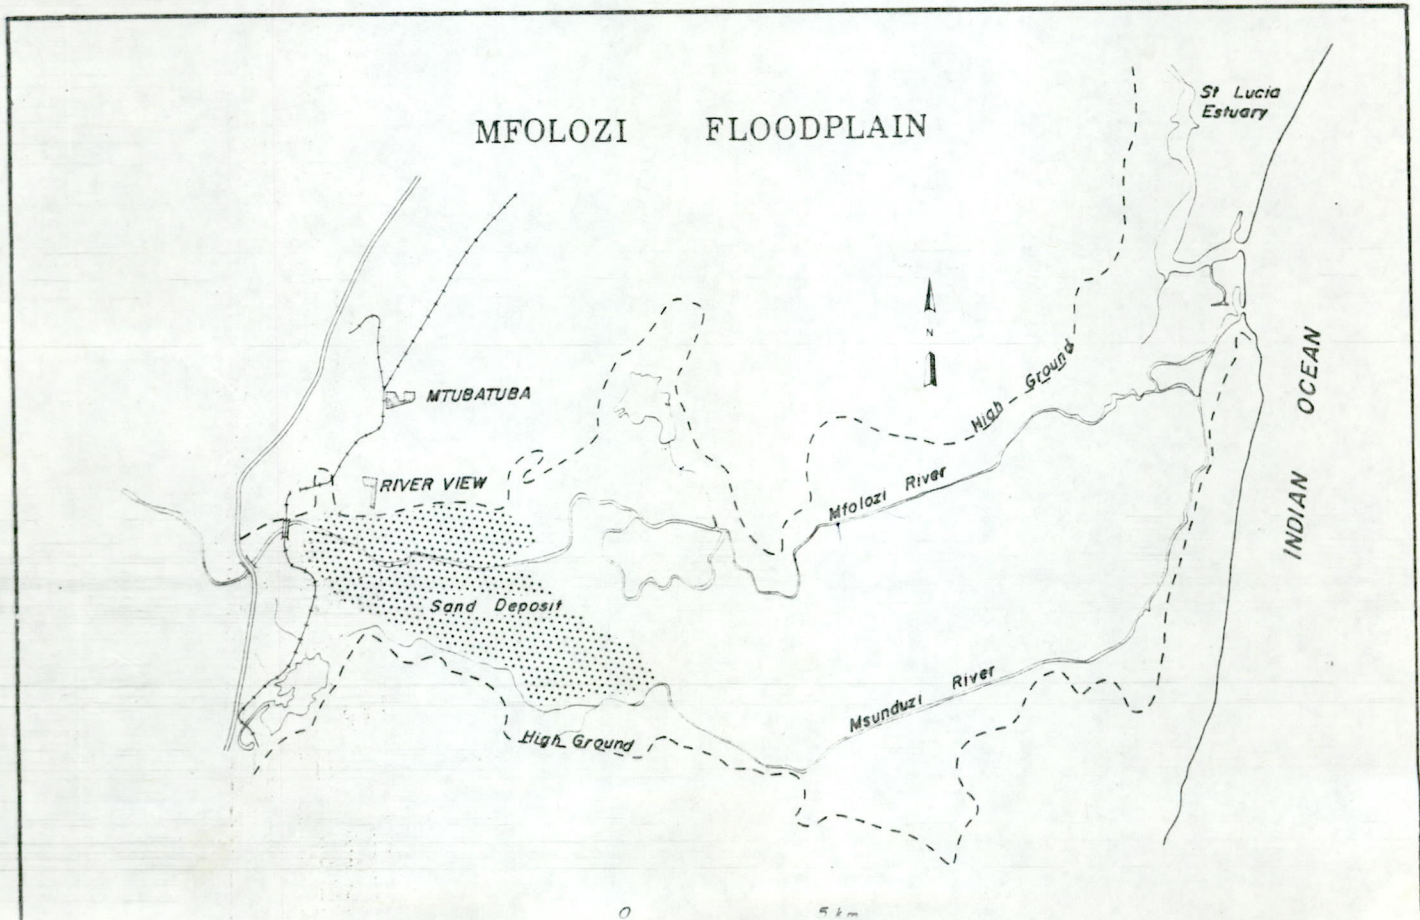 MFOLOZI FLOODPLAIN
St Lucia
Estuary
N
High Ground
INDIAN OCEAN
MTUBATUBA
RIVER VIEW
Mfolozi River
Sand Deposit
Msunduzi River
High Ground
0 5 km